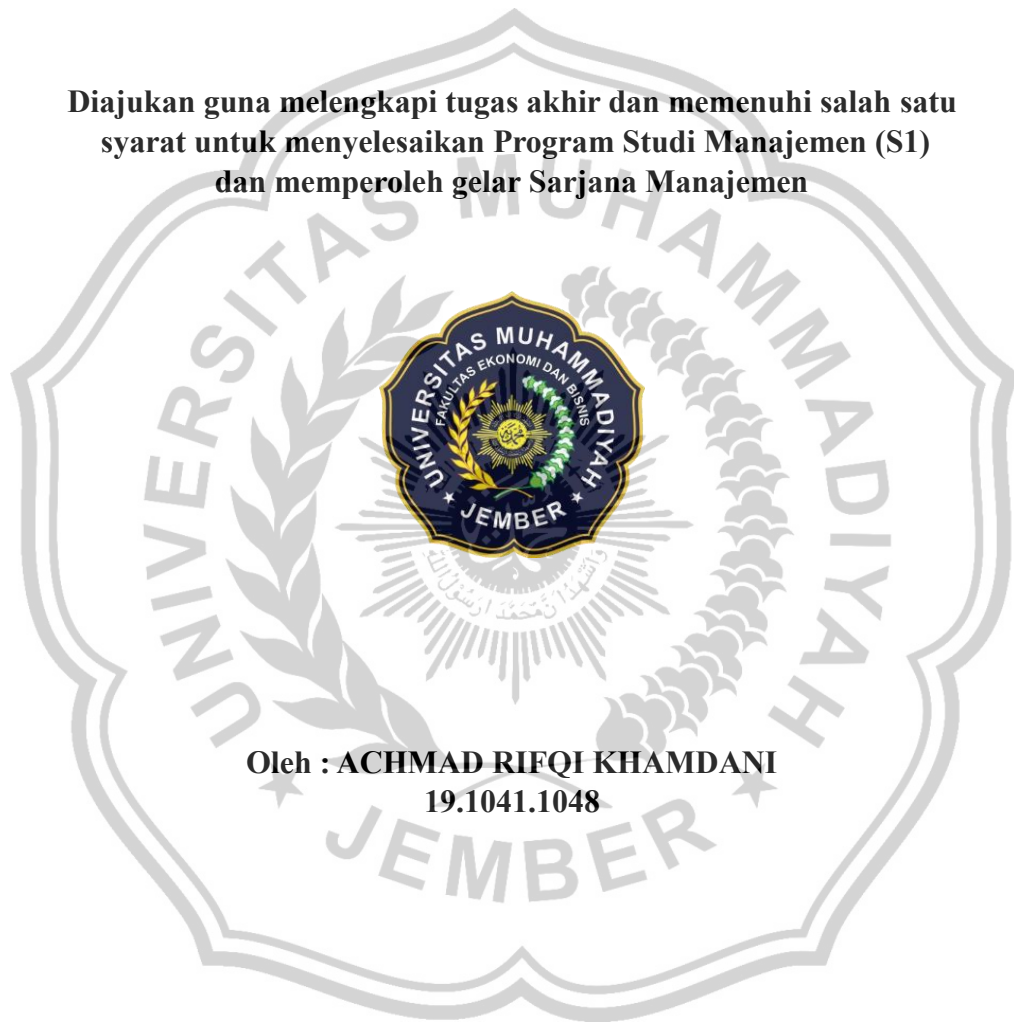 Diajukan guna melengkapi tugas akhir dan memenuhi salah satu
syarat untuk menyelesaikan Program Studi Manajemen (S1)
dan memperoleh gelar Sarjana Manajemen
UNIVERSITAS MUHAMMADIYAH
FAKULTAS EKONOMI DAN BISNIS
JEMBER
UNIVERSITAS MUHAMMADIYAH
JEMBER
Oleh : ACHMAD RIFQI KHAMDANI
19.1041.1048